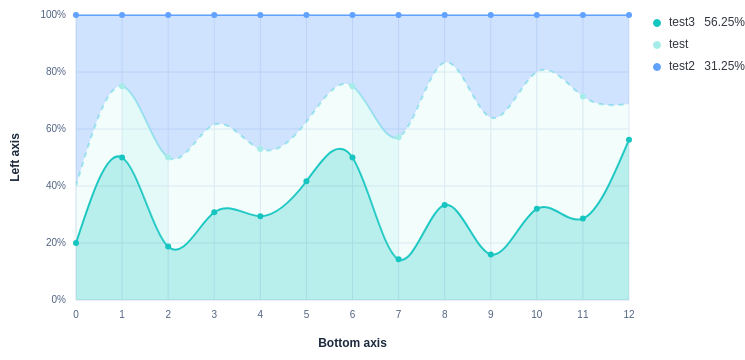 100%
80%
60%
40%
20%
0%
Left axis
0 1 2 3 4 5 6 7 8 9 10 11 12
Bottom axis
test3 56.25%
test
test2 31.25%